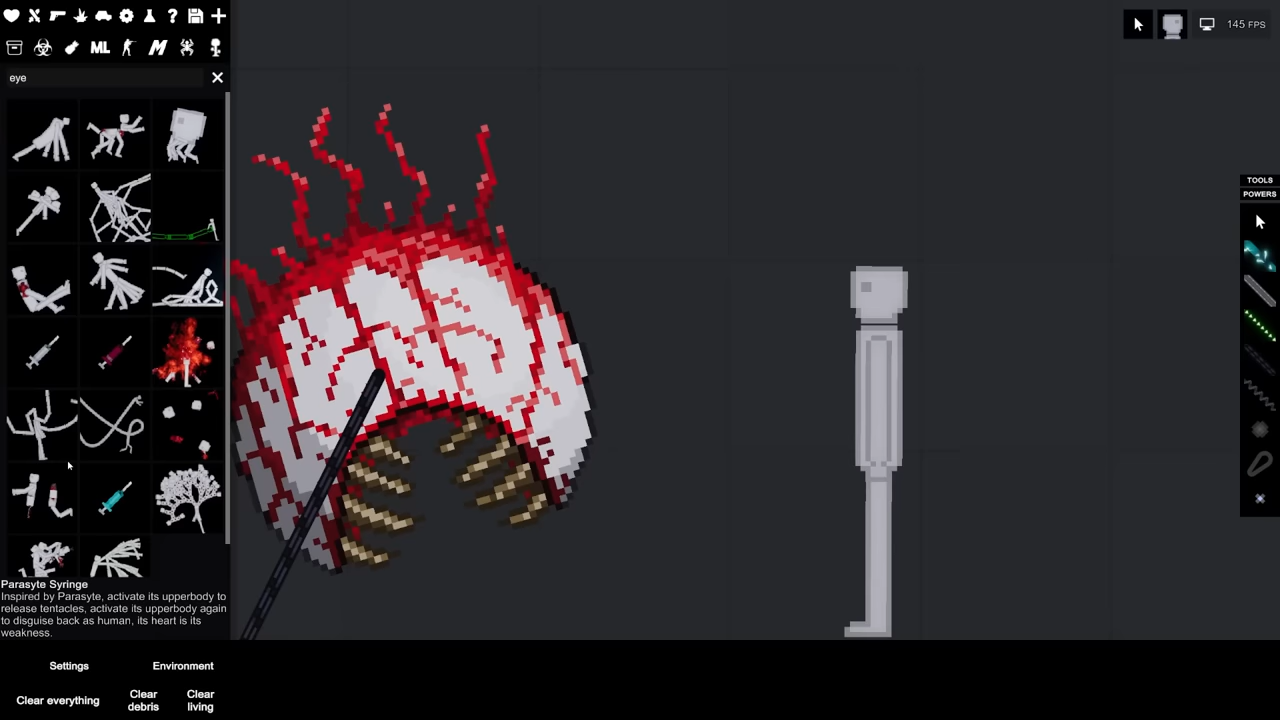 145 FPS
ML
eye
TOOLS
POWERS
Parasyte Syringe
Inspired by Parasyte, activate its upperbody to
release tentacles, activate its upperbody again
to disguise back as human, its heart is its
weakness.
Settings
Environment
Clear everything
Clear
debris
Clear
living